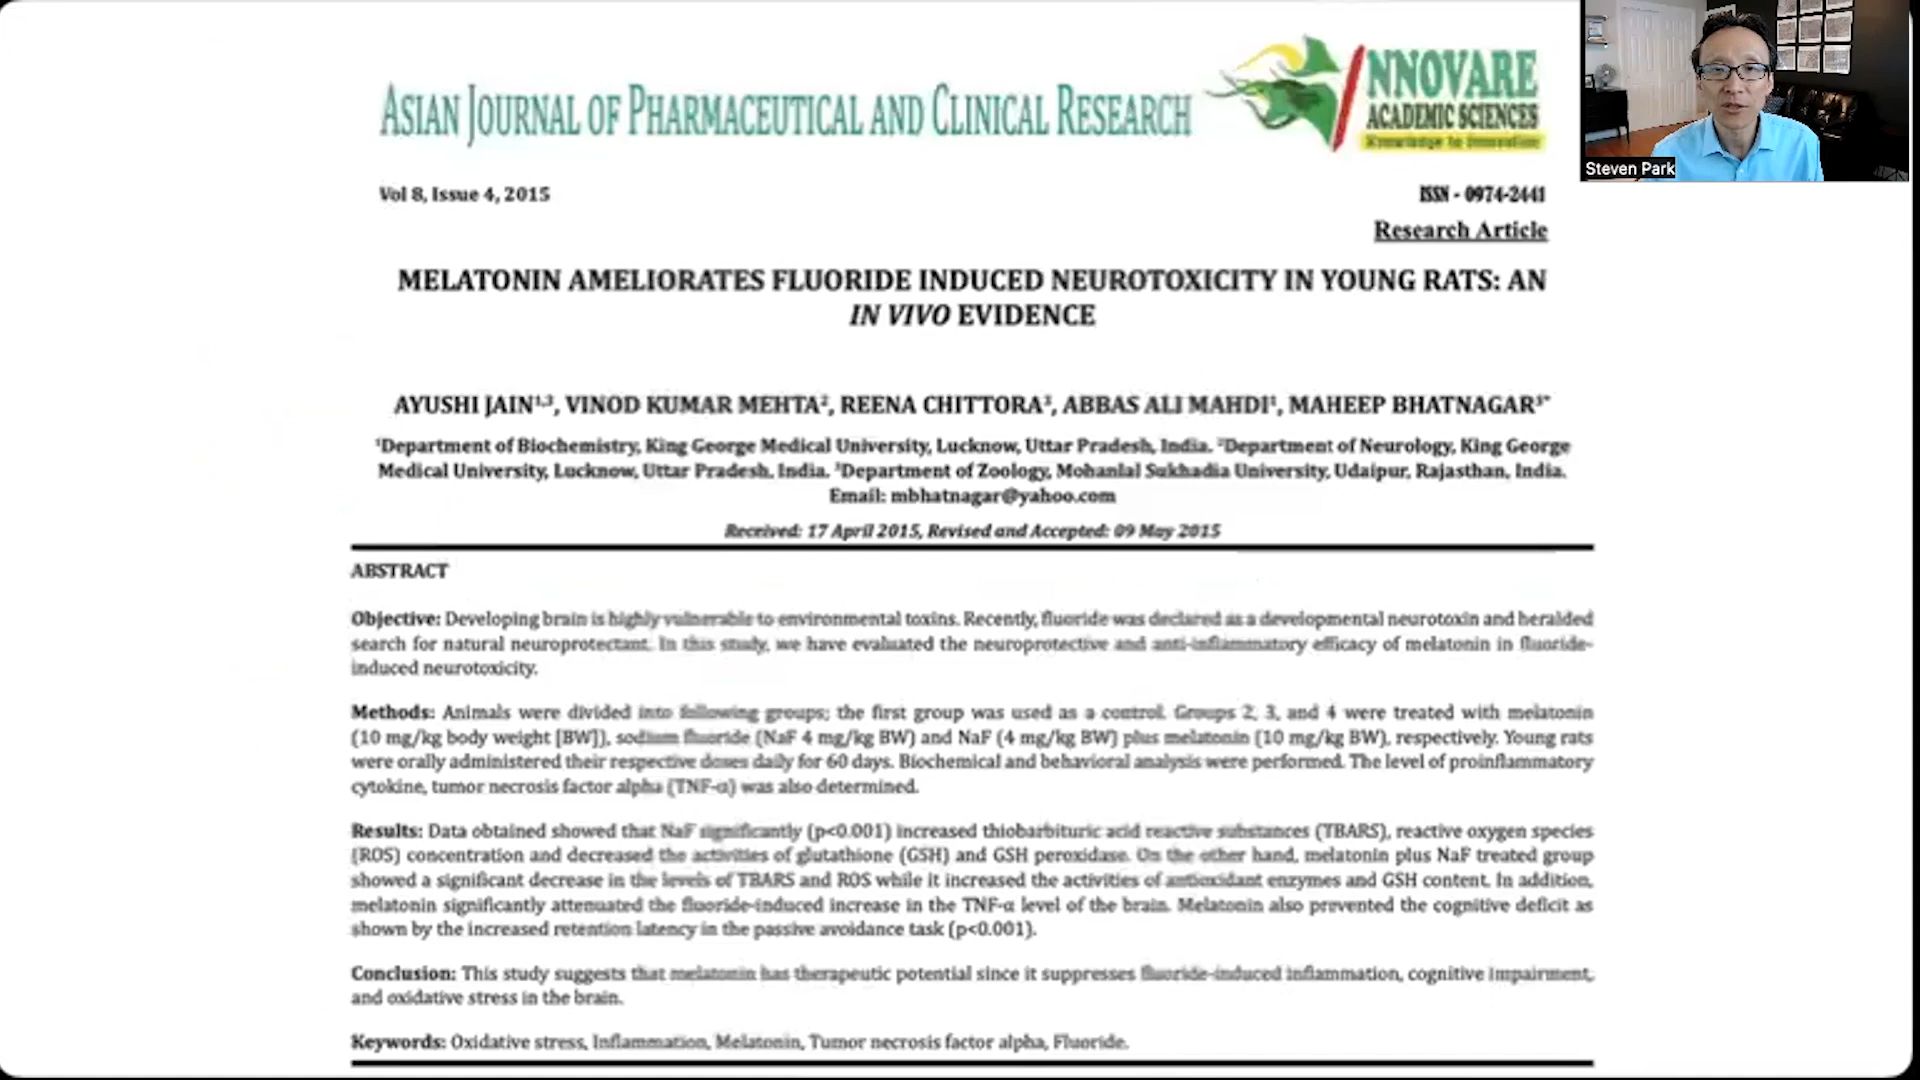 ASIAN JOURNAL OF PHARMACEUTICAL AND CLINICAL RESEARCH
NNOVARE
ACADEMIC SCIENCES
Knowledge to Innovation
Steven Park
Vol 8, Issue 4, 2015
ISSN - 0974-2441
Research Article
MELATONIN AMELIORATES FLUORIDE INDUCED NEUROTOXICITY IN YOUNG RATS: AN
IN VIVO EVIDENCE
AYUSHI JAIN1,3, VINOD KUMAR MEHTA2, REENA CHITTORA3, ABBAS ALI MAHDI1, MAHEEP BHATNAGAR3*
1Department of Biochemistry, King George Medical University, Lucknow, Uttar Pradesh, India. 2Department of Neurology, King George
Medical University, Lucknow, Uttar Pradesh, India. 3Department of Zoology, Mohanlal Sukhadia University, Udaipur, Rajasthan, India.
Email: mbhatnagar@yahoo.com
Received: 17 April 2015, Revised and Accepted: 09 May 2015
ABSTRACT
Objective: Developing brain is highly vulnerable to environmental toxins. Recently, fluoride was declared as a developmental neurotoxin and heralded
search for natural neuroprotectant. In this study, we have evaluated the neuroprotective and anti-inflammatory efficacy of melatonin in fluoride-
induced neurotoxicity.
Methods: Animals were divided into following groups; the first group was used as a control. Groups 2, 3, and 4 were treated with melatonin
(10 mg/kg body weight [BW]), sodium fluoride (NaF 4 mg/kg BW) and NaF (4 mg/kg BW) plus melatonin (10 mg/kg BW), respectively. Young rats
were orally administered their respective doses daily for 60 days. Biochemical and behavioral analysis were performed. The level of proinflammatory
cytokine, tumor necrosis factor alpha (TNF-α) was also determined.
Results: Data obtained showed that NaF significantly (p<0.001) increased thiobarbituric acid reactive substances (TBARS), reactive oxygen species
(ROS) concentration and decreased the activities of glutathione (GSH) and GSH peroxidase. On the other hand, melatonin plus NaF treated group
showed a significant decrease in the levels of TBARS and ROS while it increased the activities of antioxidant enzymes and GSH content. In addition,
melatonin significantly attenuated the fluoride-induced increase in the TNF-α level of the brain. Melatonin also prevented the cognitive deficit as
shown by the increased retention latency in the passive avoidance task (p<0.001).
Conclusion: This study suggests that melatonin has therapeutic potential since it suppresses fluoride-induced inflammation, cognitive impairment,
and oxidative stress in the brain.
Keywords: Oxidative stress, Inflammation, Melatonin, Tumor necrosis factor alpha, Fluoride.